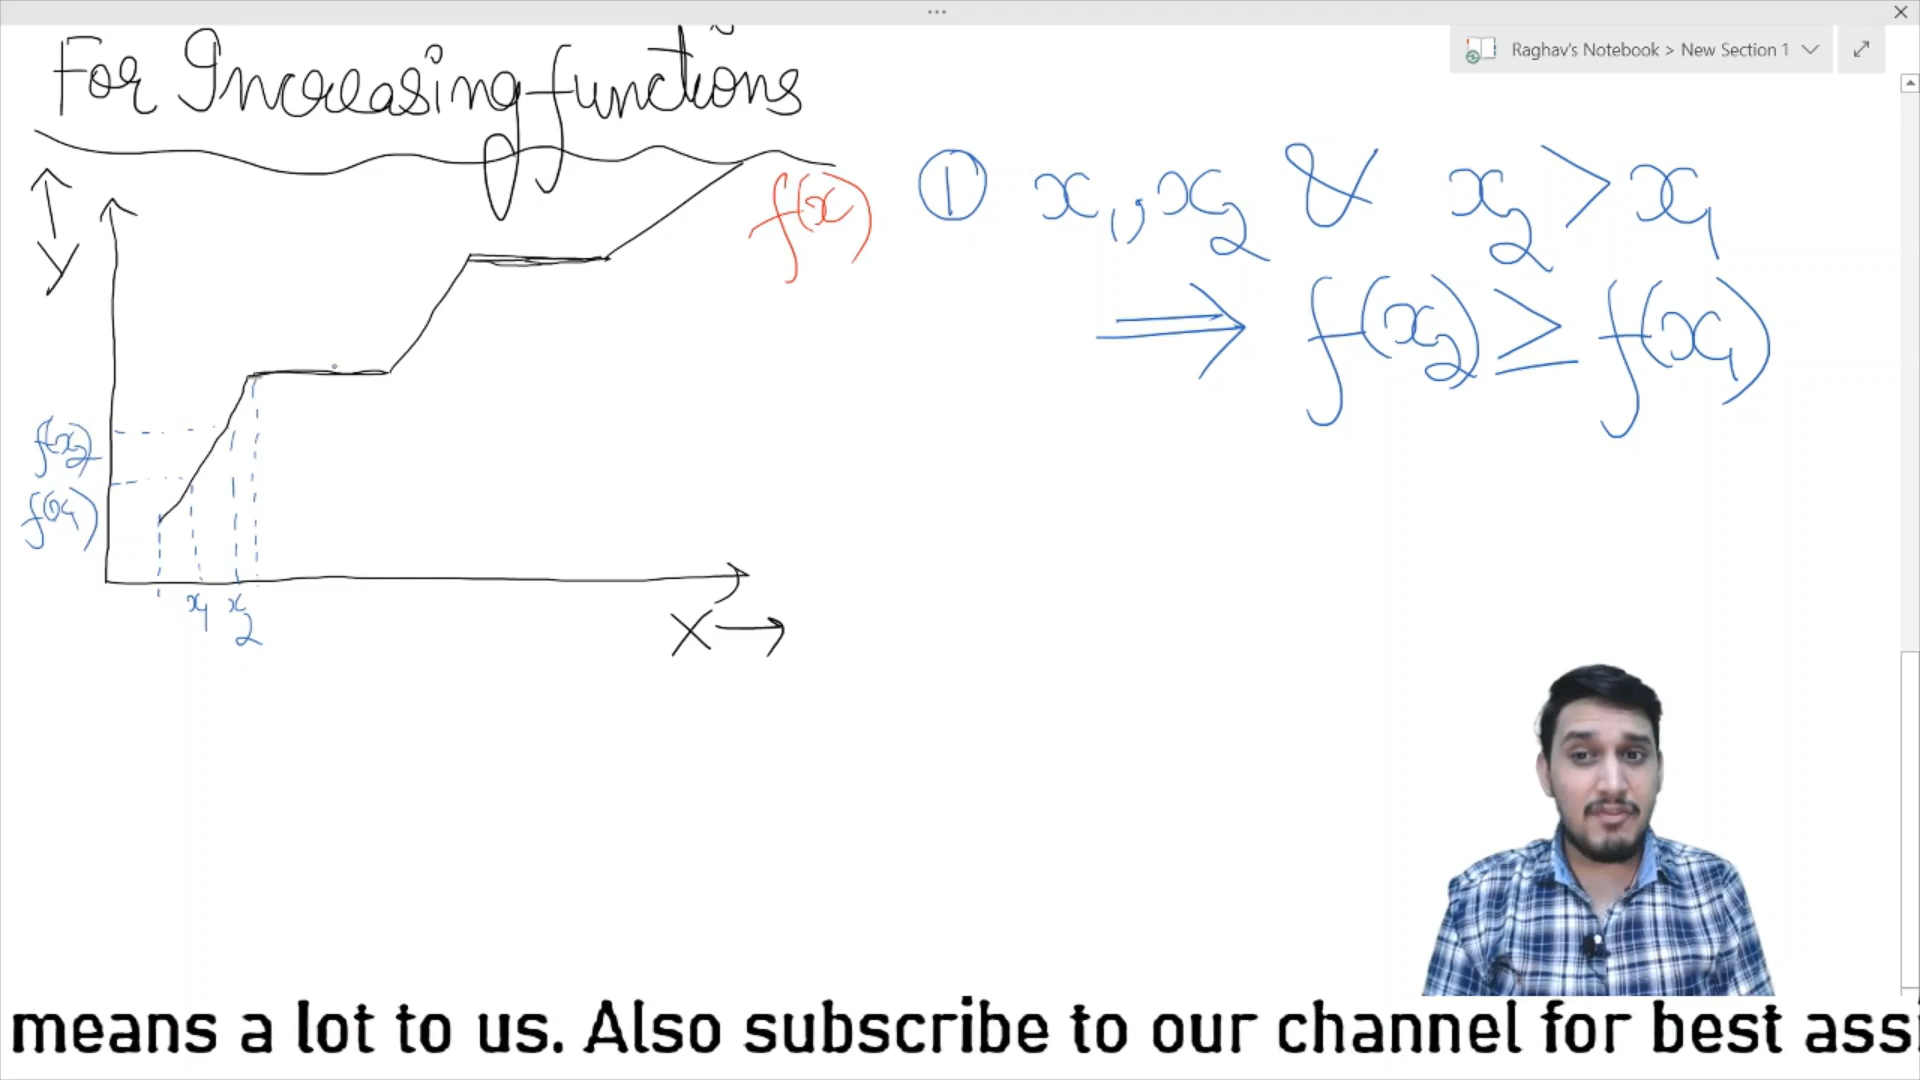 For Increasing functions
Raghav's Notebook > New Section 1
Y
f(x)
① x₁, x₂ & x₂ > x₁
⟹ f(x₂) ≥ f(x₁)
f(x₂)
f(x₁)
x₁ x₂
X →
means a lot to us. Also subscribe to our channel for best assi